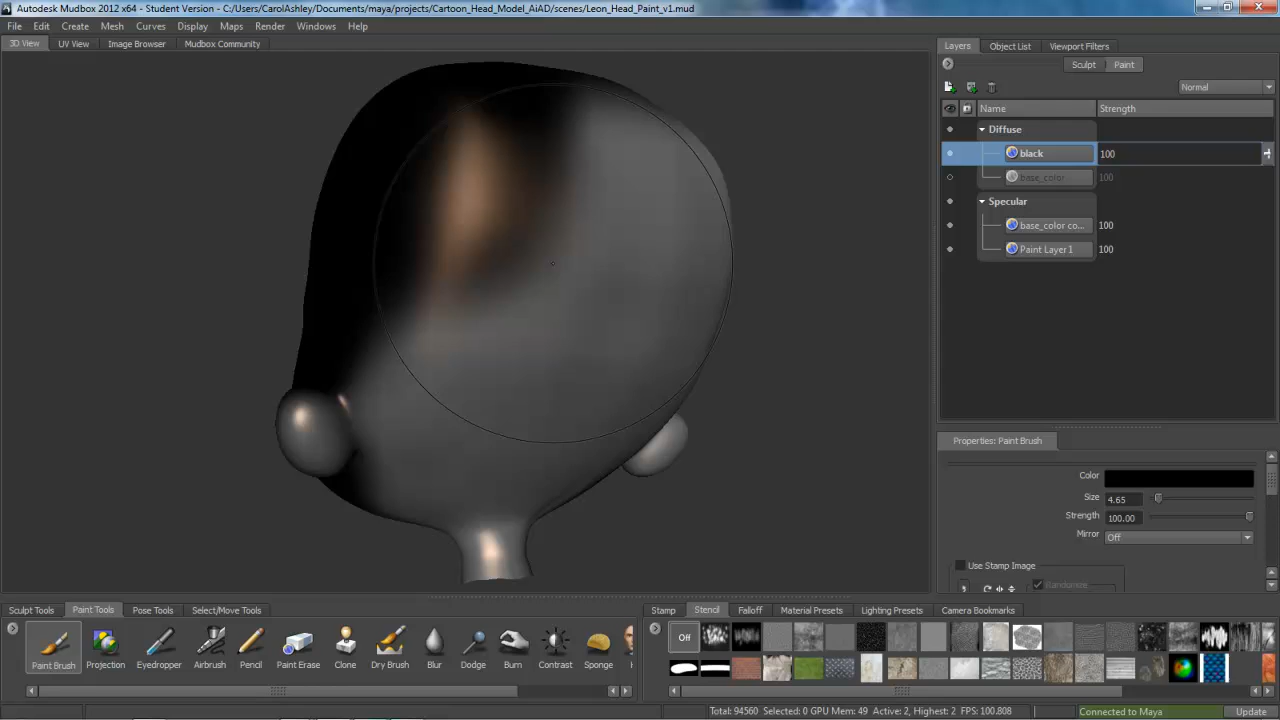 Autodesk Mudbox 2012 x64 - Student Version - C:/Users/CarolAshley/Documents/maya/projects/Cartoon_Head_Model_AiAD/scenes/Leon_Head_Paint_v1.mud
File Edit Create Mesh Curves Display Maps Render Windows Help
3D View UV View Image Browser Mudbox Community
Layers Object List Viewport Filters
Sculpt Paint
Normal
Name Strength
Diffuse
black 100
base_color 100
Specular
base_color co... 100
Paint Layer 1 100
Properties: Paint Brush
Color
Size 4.65
Strength 100.00
Mirror Off
Use Stamp Image
Randomize
Sculpt Tools Paint Tools Pose Tools Select/Move Tools
Paint Brush Projection Eyedropper Airbrush Pencil Paint Erase Clone Dry Brush Blur Dodge Burn Contrast Sponge
Stamp Stencil Falloff Material Presets Lighting Presets Camera Bookmarks
Off
Total: 94560 Selected: 0 GPU Mem: 49 Active: 2, Highest: 2 FPS: 100.808 Connected to Maya Update